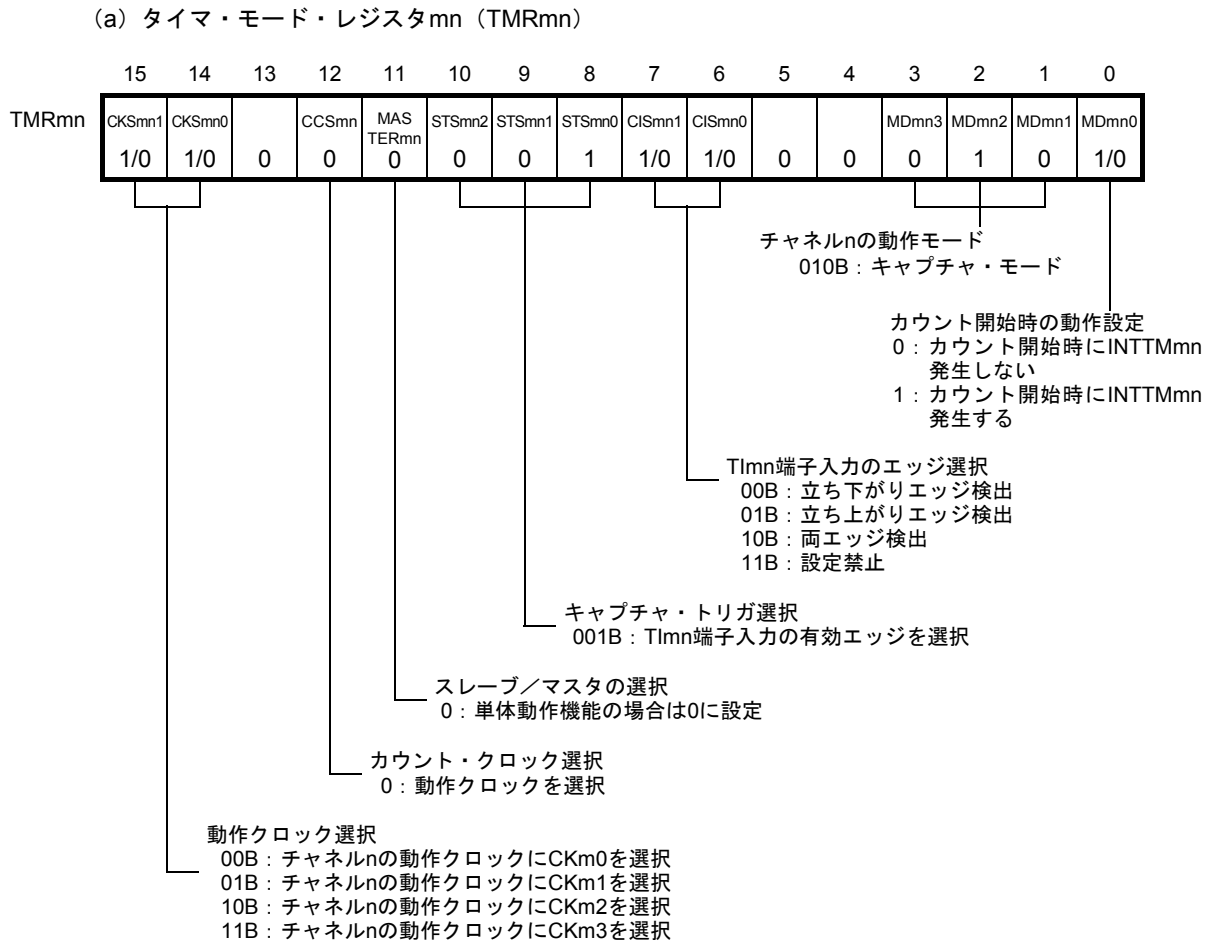 (a) タイマ・モード・レジスタmn（TMRmn）
15 14 13 12 11 10 9 8 7 6 5 4 3 2 1 0
TMRmn CKSmn1 CKSmn0 CCSmn MAS TERmn STSmn2 STSmn1 STSmn0 CISmn1 CISmn0 MDmn3 MDmn2 MDmn1 MDmn0
1/0 1/0 0 0 0 0 0 1 1/0 1/0 0 0 0 1 0 1/0
チャネルnの動作モード
010B：キャプチャ・モード
カウント開始時の動作設定
0：カウント開始時にINTTMmn
発生しない
1：カウント開始時にINTTMmn
発生する
TImn端子入力のエッジ選択
00B：立ち下がりエッジ検出
01B：立ち上がりエッジ検出
10B：両エッジ検出
11B：設定禁止
キャプチャ・トリガ選択
001B：TImn端子入力の有効エッジを選択
スレーブ／マスタの選択
0：単体動作機能の場合は0に設定
カウント・クロック選択
0：動作クロックを選択
動作クロック選択
00B：チャネルnの動作クロックにCKm0を選択
01B：チャネルnの動作クロックにCKm1を選択
10B：チャネルnの動作クロックにCKm2を選択
11B：チャネルnの動作クロックにCKm3を選択